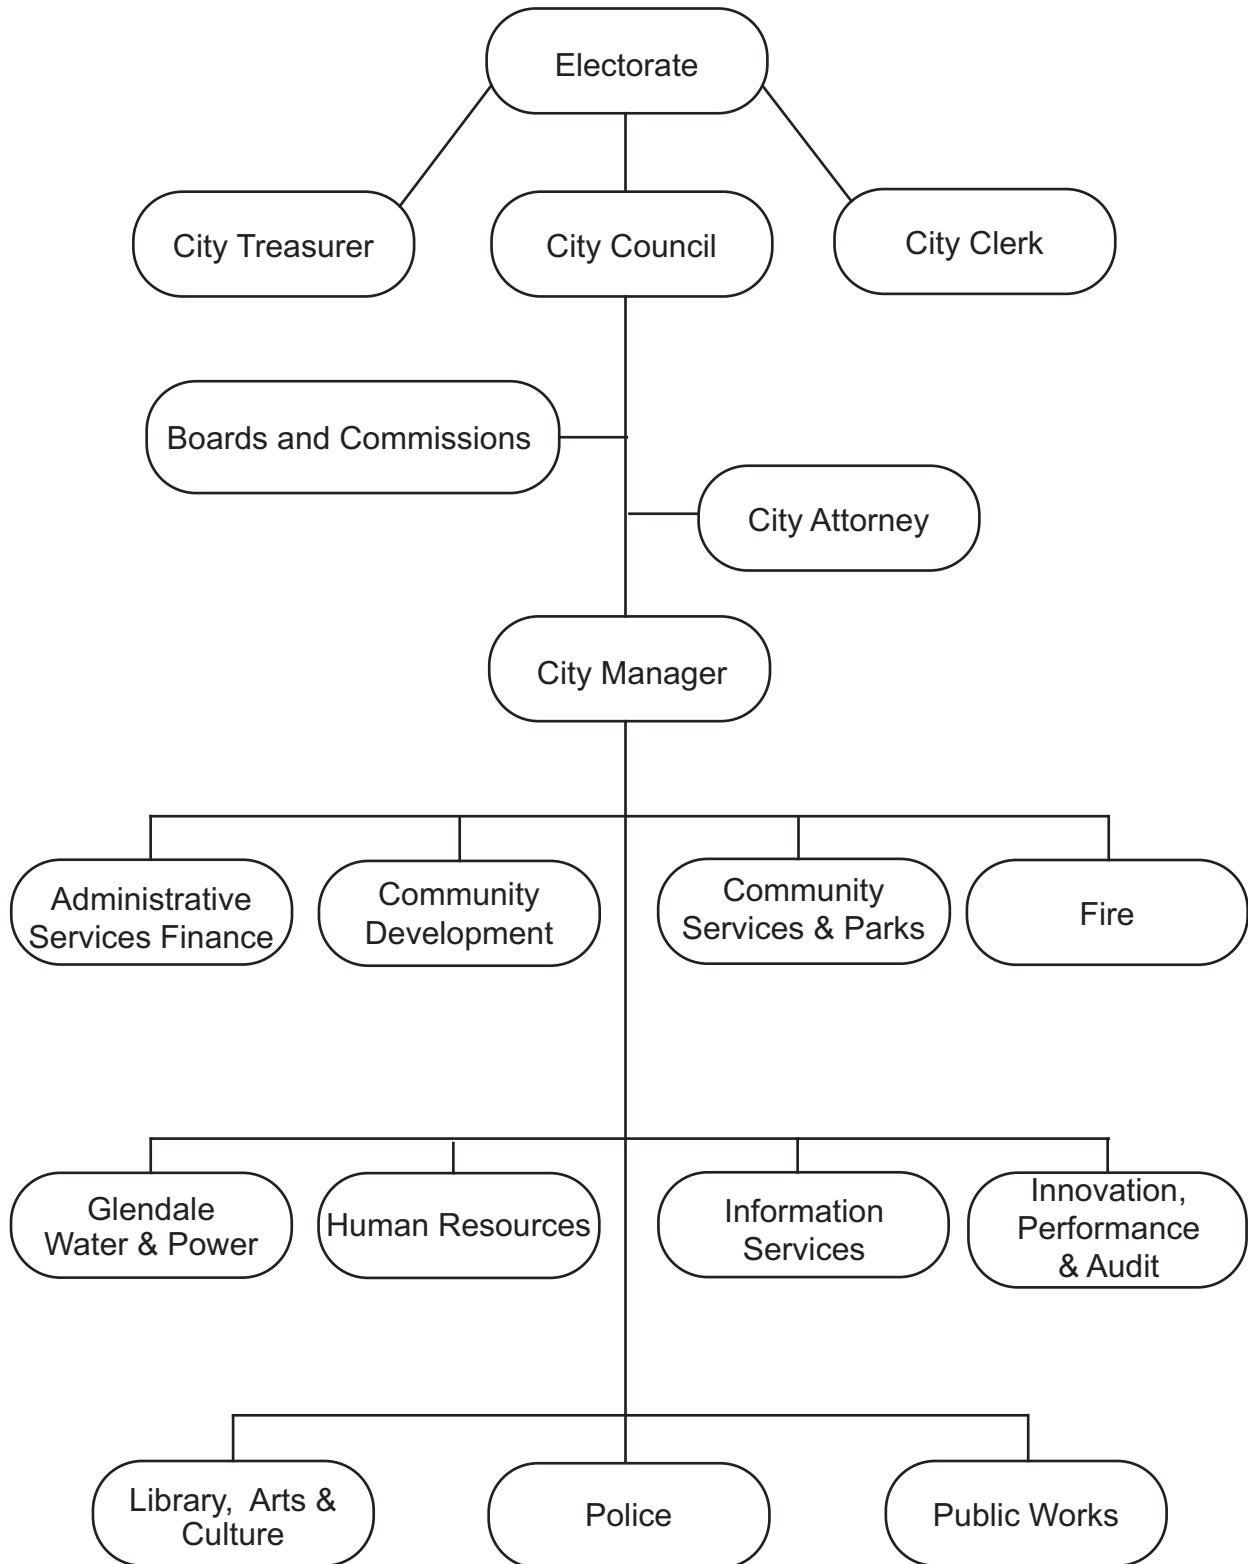 Electorate
City Treasurer
City Council
City Clerk
Boards and Commissions
City Attorney
City Manager
Administrative
Services Finance
Community
Development
Community
Services & Parks
Fire
Glendale
Water & Power
Human Resources
Information
Services
Innovation,
Performance
& Audit
Library, Arts &
Culture
Police
Public Works